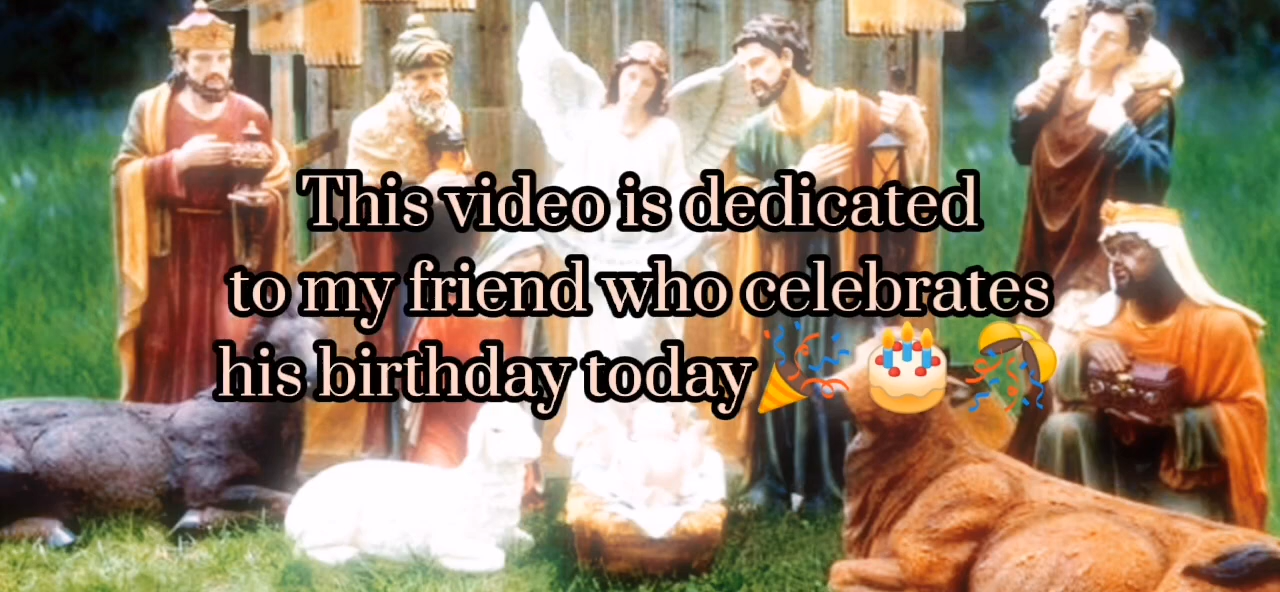 This video is dedicated
to my friend who celebrates
his birthday today🎉🎂🎊